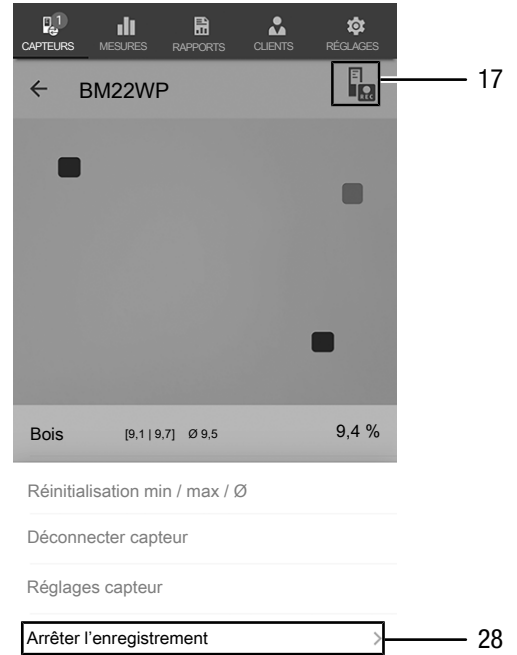 1
CAPTEURS MESURES RAPPORTS CLIENTS RÉGLAGES
← BM22WP
REC
17
Bois [9,1 | 9,7] Ø 9,5 9,4 %
Réinitialisation min / max / Ø
Déconnecter capteur
Réglages capteur
Arrêter l’enregistrement >
28